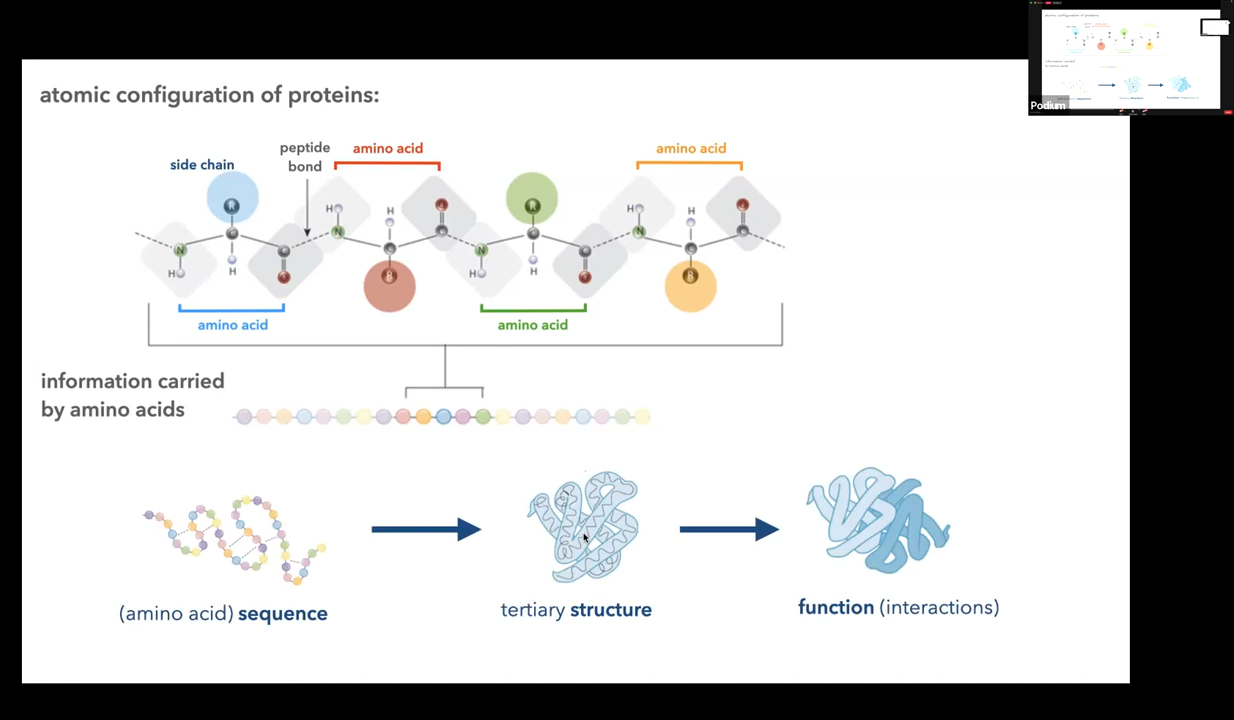 atomic configuration of proteins:
side chain
peptide
bond
amino acid
amino acid
H
H
H
H
R
R
N
C
C
N
C
C
N
C
C
N
C
C
H
H
H
H
R
R
amino acid
amino acid
information carried
by amino acids
(amino acid) sequence
tertiary structure
function (interactions)
Podium